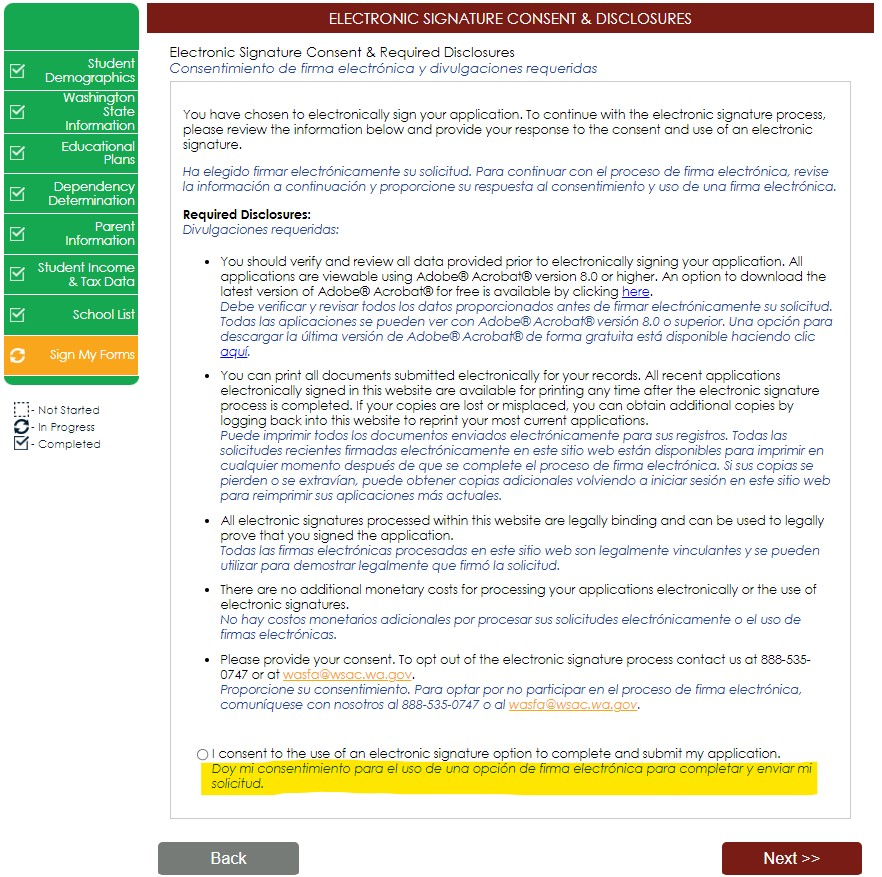 ELECTRONIC SIGNATURE CONSENT & DISCLOSURES
Student
Demographics
Washington
State
Information
Educational
Plans
Dependency
Determination
Parent
Information
Student Income
& Tax Data
School List
Sign My Forms
- Not Started
- In Progress
- Completed
Electronic Signature Consent & Required Disclosures
Consentimiento de firma electrónica y divulgaciones requeridas
You have chosen to electronically sign your application. To continue with the electronic signature process,
please review the information below and provide your response to the consent and use of an electronic
signature.
Ha elegido firmar electrónicamente su solicitud. Para continuar con el proceso de firma electrónica, revise
la información a continuación y proporcione su respuesta al consentimiento y uso de una firma electrónica.
Required Disclosures:
Divulgaciones requeridas:
• You should verify and review all data provided prior to electronically signing your application. All
applications are viewable using Adobe® Acrobat® version 8.0 or higher. An option to download the
latest version of Adobe® Acrobat® for free is available by clicking here.
Debe verificar y revisar todos los datos proporcionados antes de firmar electrónicamente su solicitud.
Todas las aplicaciones se pueden ver con Adobe® Acrobat® versión 8.0 o superior. Una opción para
descargar la última versión de Adobe® Acrobat® de forma gratuita está disponible haciendo clic
aquí.
• You can print all documents submitted electronically for your records. All recent applications
electronically signed in this website are available for printing any time after the electronic signature
process is completed. If your copies are lost or misplaced, you can obtain additional copies by
logging back into this website to reprint your most current applications.
Puede imprimir todos los documentos enviados electrónicamente para sus registros. Todas las
solicitudes recientes firmadas electrónicamente en este sitio web están disponibles para imprimir en
cualquier momento después de que se complete el proceso de firma electrónica. Si sus copias se
pierden o se extravían, puede obtener copias adicionales volviendo a iniciar sesión en este sitio web
para reimprimir sus aplicaciones más actuales.
• All electronic signatures processed within this website are legally binding and can be used to legally
prove that you signed the application.
Todas las firmas electrónicas procesadas en este sitio web son legalmente vinculantes y se pueden
utilizar para demostrar legalmente que firmó la solicitud.
• There are no additional monetary costs for processing your applications electronically or the use of
electronic signatures.
No hay costos monetarios adicionales por procesar sus solicitudes electrónicamente o el uso de
firmas electrónicas.
• Please provide your consent. To opt out of the electronic signature process contact us at 888-535-
0747 or at wasfa@wsac.wa.gov.
Proporcione su consentimiento. Para optar por no participar en el proceso de firma electrónica,
comuníquese con nosotros al 888-535-0747 o al wasfa@wsac.wa.gov.
I consent to the use of an electronic signature option to complete and submit my application.
Doy mi consentimiento para el uso de una opción de firma electrónica para completar y enviar mi
solicitud.
Back
Next >>